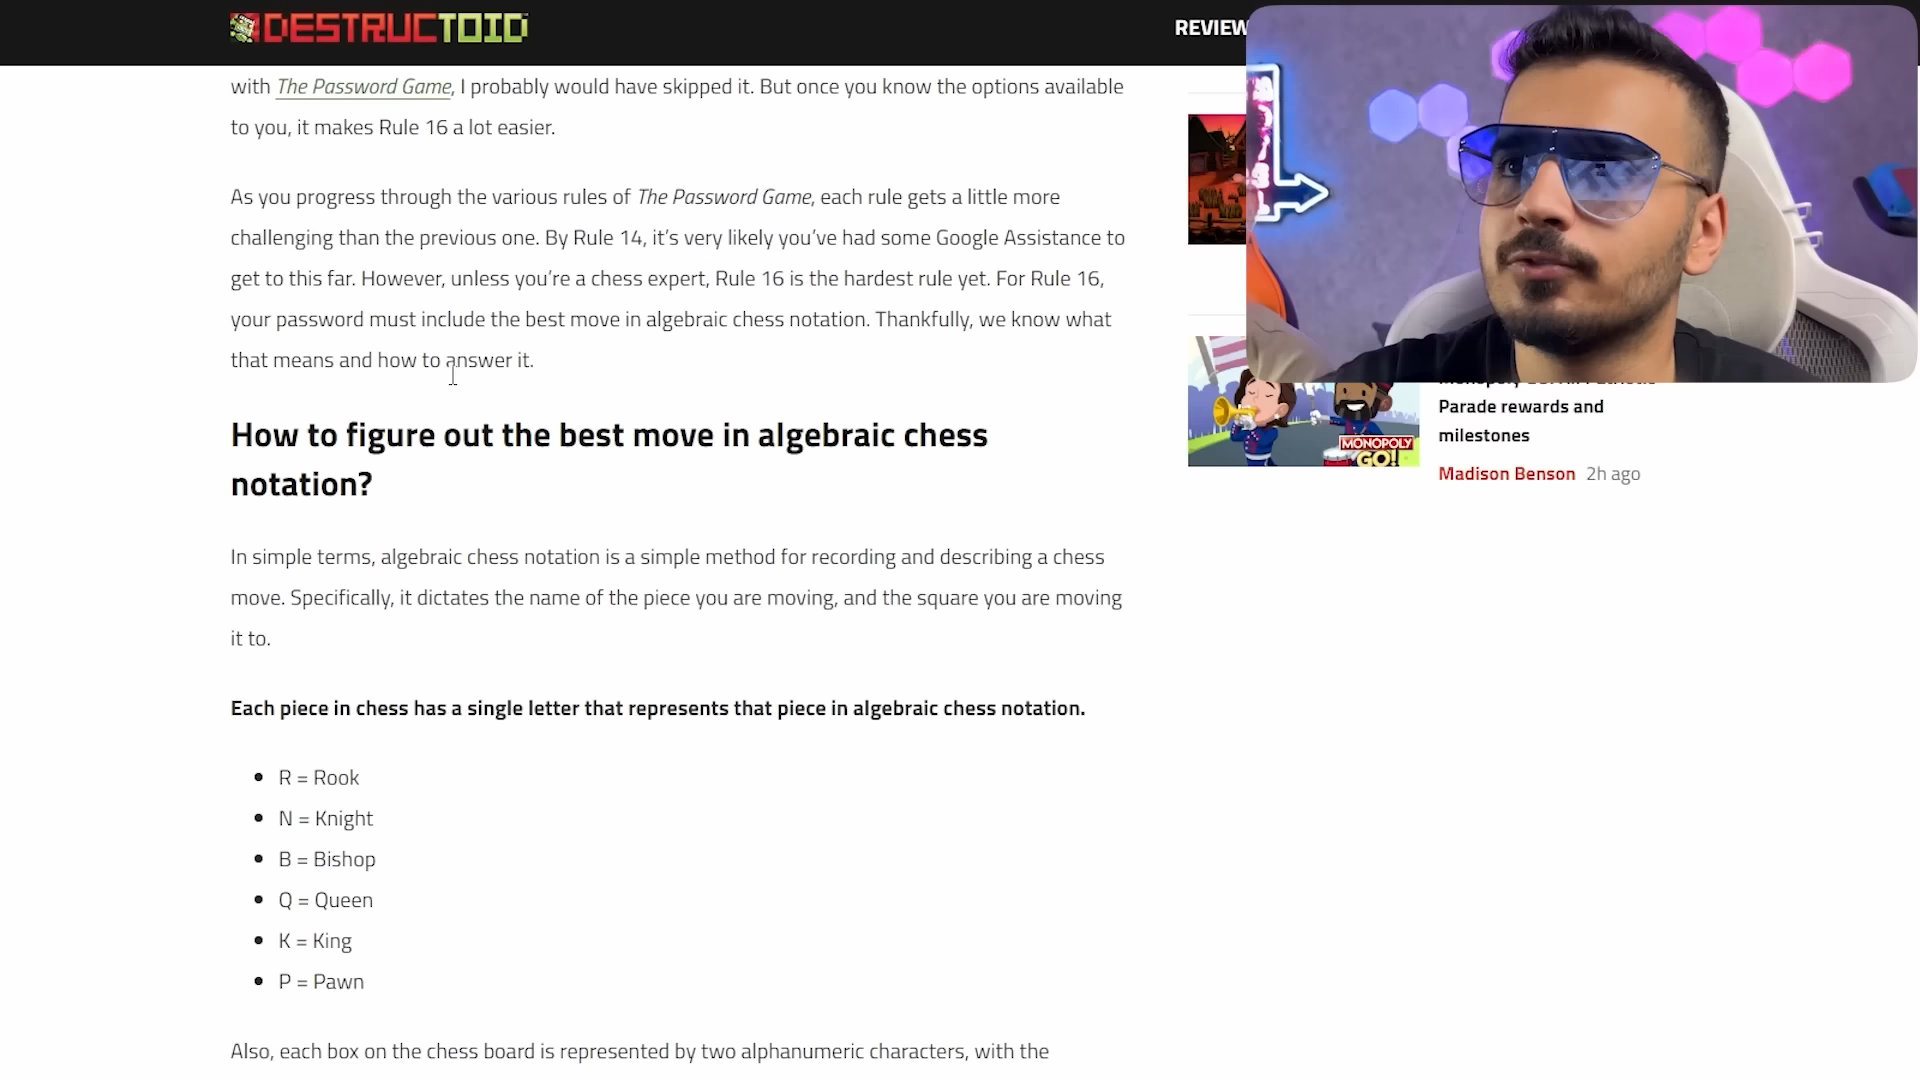 DESTRUCTOID
REVIEW
with The Password Game, I probably would have skipped it. But once you know the options available
to you, it makes Rule 16 a lot easier.
As you progress through the various rules of The Password Game, each rule gets a little more
challenging than the previous one. By Rule 14, it's very likely you've had some Google Assistance to
get to this far. However, unless you're a chess expert, Rule 16 is the hardest rule yet. For Rule 16,
your password must include the best move in algebraic chess notation. Thankfully, we know what
that means and how to answer it.
How to figure out the best move in algebraic chess
notation?
In simple terms, algebraic chess notation is a simple method for recording and describing a chess
move. Specifically, it dictates the name of the piece you are moving, and the square you are moving
it to.
Each piece in chess has a single letter that represents that piece in algebraic chess notation.
R = Rook
N = Knight
B = Bishop
Q = Queen
K = King
P = Pawn
Also, each box on the chess board is represented by two alphanumeric characters, with the
MONOPOLY
GO!
Parade rewards and
milestones
Madison Benson 2h ago